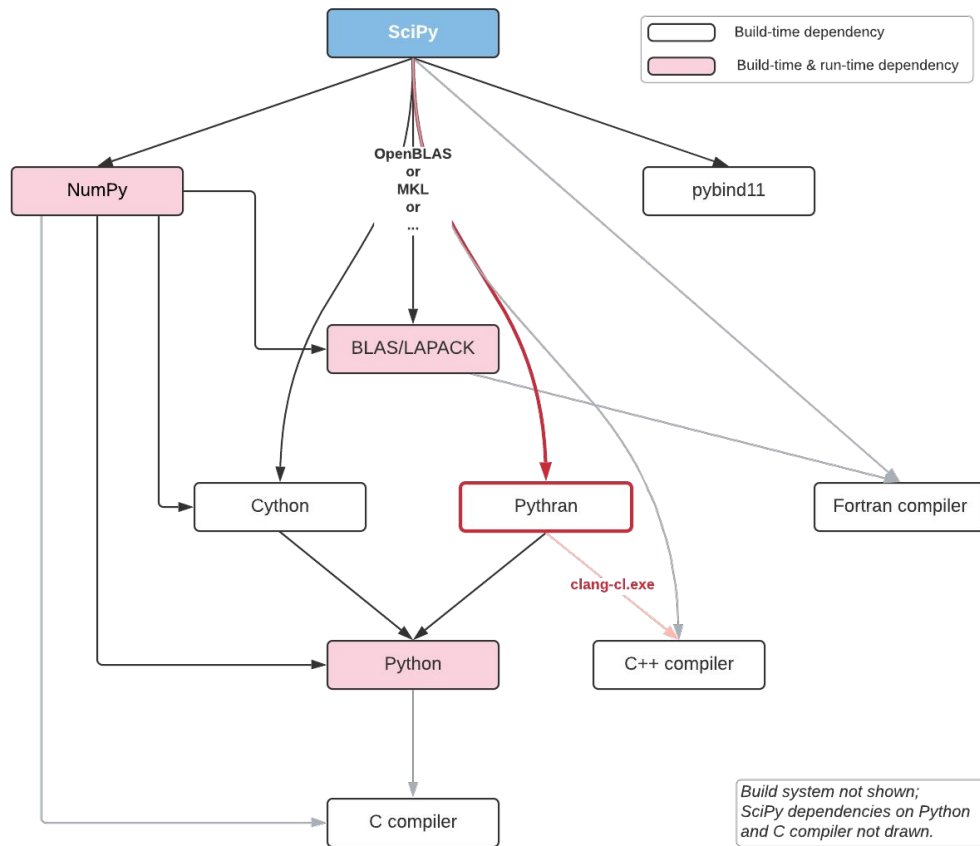 SciPy
Build-time dependency
Build-time & run-time dependency
OpenBLAS
or
MKL
or
...
NumPy
pybind11
BLAS/LAPACK
Cython
Pythran
Fortran compiler
clang-cl.exe
Python
C++ compiler
C compiler
Build system not shown;
SciPy dependencies on Python
and C compiler not drawn.